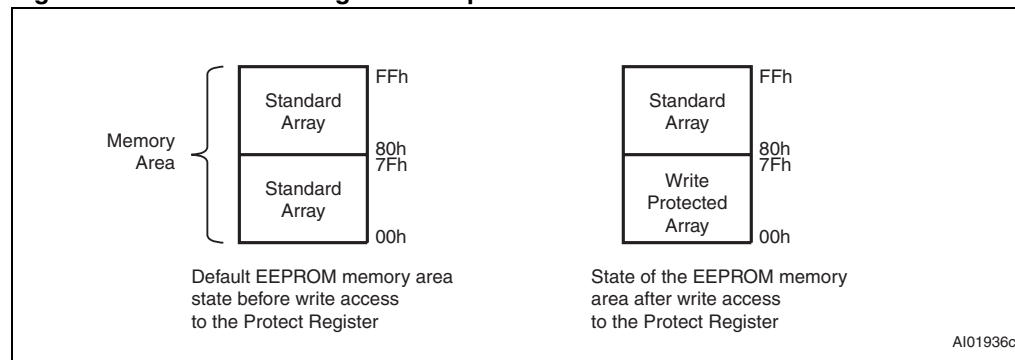 Memory
Area
Standard
Array
Standard
Array
FFh
80h
7Fh
00h
Default EEPROM memory area
state before write access
to the Protect Register
Standard
Array
Write
Protected
Array
FFh
80h
7Fh
00h
State of the EEPROM memory
area after write access
to the Protect Register
AI01936c